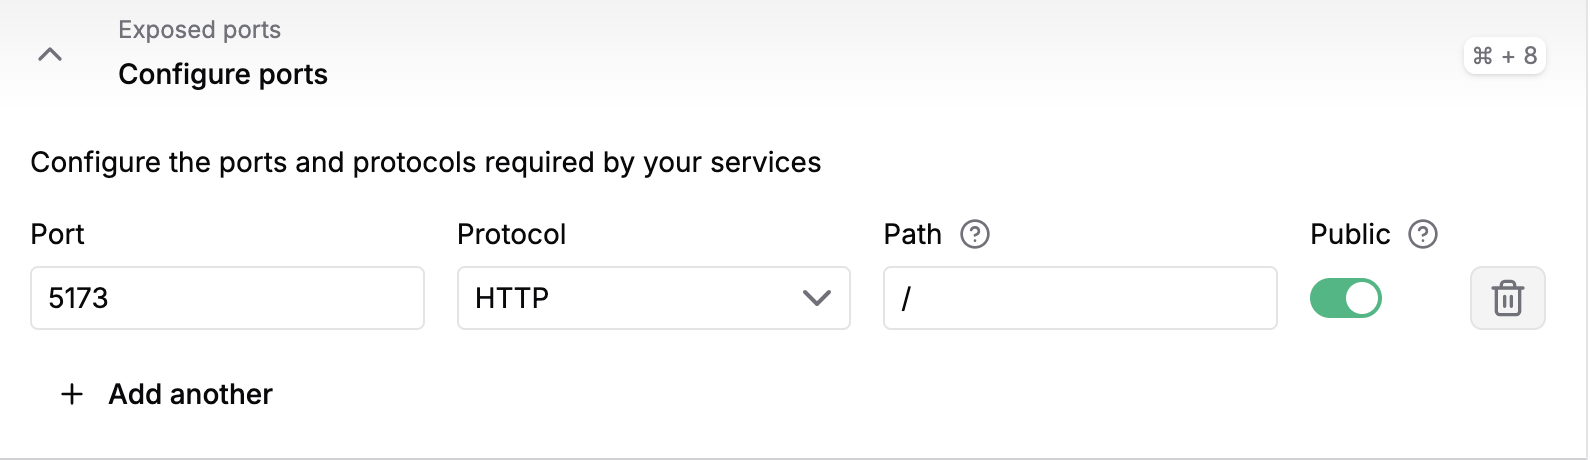 Exposed ports
Configure ports
⌘ + 8
Configure the ports and protocols required by your services
Port Protocol Path ? Public ?
5173 HTTP /
+ Add another